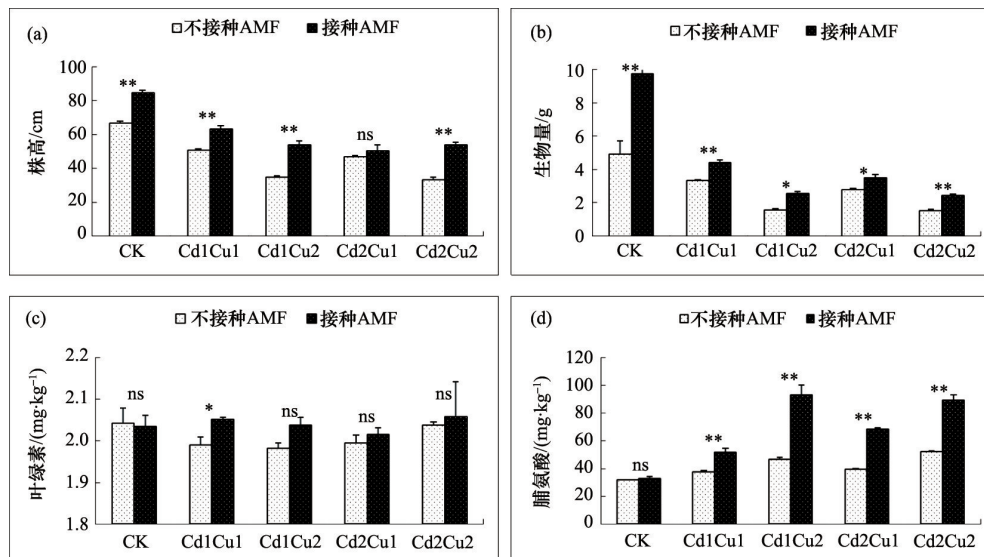 (a)
不接种AMF 接种AMF
株高/cm
100
80
60
40
20
0
** ** ** ns **
CK Cd1Cu1 Cd1Cu2 Cd2Cu1 Cd2Cu2
(b)
不接种AMF 接种AMF
生物量/g
10
8
6
4
2
0
** ** * * **
CK Cd1Cu1 Cd1Cu2 Cd2Cu1 Cd2Cu2
(c)
不接种AMF 接种AMF
叶绿素/(mg·kg⁻¹)
2.2
2.1
2.0
1.9
1.8
ns * ns ns ns
CK Cd1Cu1 Cd1Cu2 Cd2Cu1 Cd2Cu2
(d)
不接种AMF 接种AMF
脯氨酸/(mg·kg⁻¹)
120
100
80
60
40
20
0
ns ** ** ** **
CK Cd1Cu1 Cd1Cu2 Cd2Cu1 Cd2Cu2